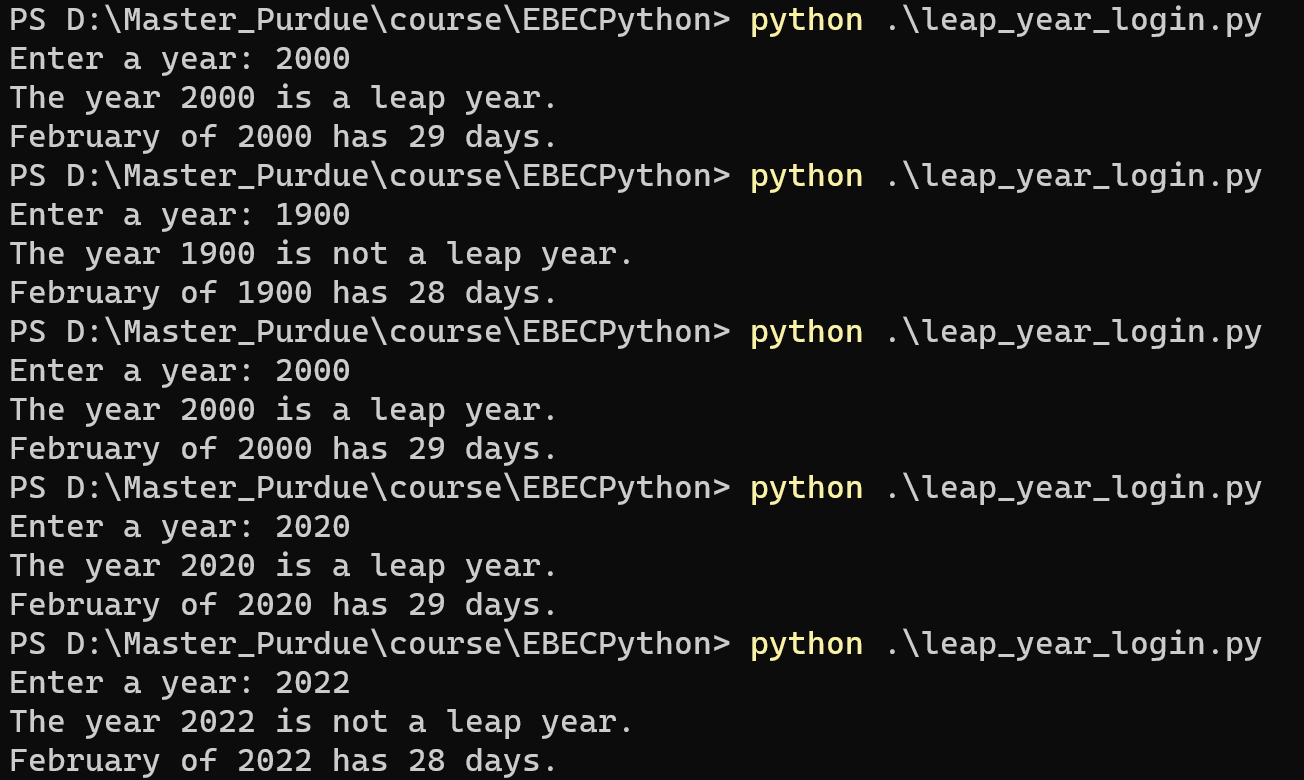 PS D:\Master_Purdue\course\EBECPython> python .\leap_year_login.py
Enter a year: 2000
The year 2000 is a leap year.
February of 2000 has 29 days.
PS D:\Master_Purdue\course\EBECPython> python .\leap_year_login.py
Enter a year: 1900
The year 1900 is not a leap year.
February of 1900 has 28 days.
PS D:\Master_Purdue\course\EBECPython> python .\leap_year_login.py
Enter a year: 2000
The year 2000 is a leap year.
February of 2000 has 29 days.
PS D:\Master_Purdue\course\EBECPython> python .\leap_year_login.py
Enter a year: 2020
The year 2020 is a leap year.
February of 2020 has 29 days.
PS D:\Master_Purdue\course\EBECPython> python .\leap_year_login.py
Enter a year: 2022
The year 2022 is not a leap year.
February of 2022 has 28 days.